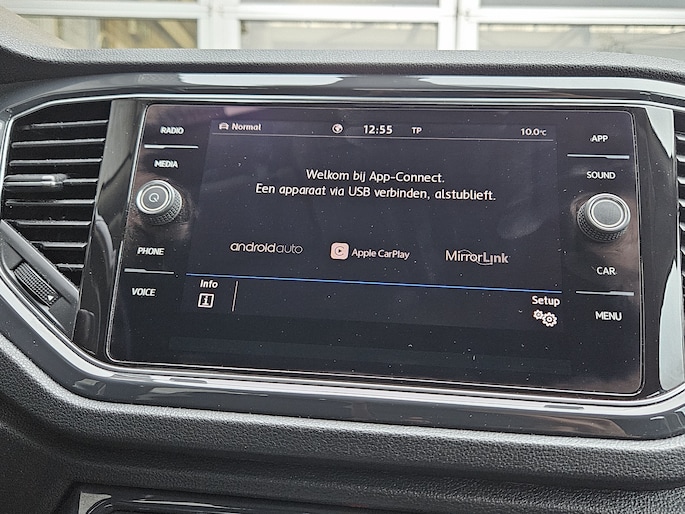 RADIO
MEDIA
PHONE
VOICE
Normal 12:55 TP 10.0°C
Welkom bij App-Connect.
Een apparaat via USB verbinden, alstublieft.
androidauto Apple CarPlay MirrorLink
Info Setup
APP
SOUND
CAR
MENU